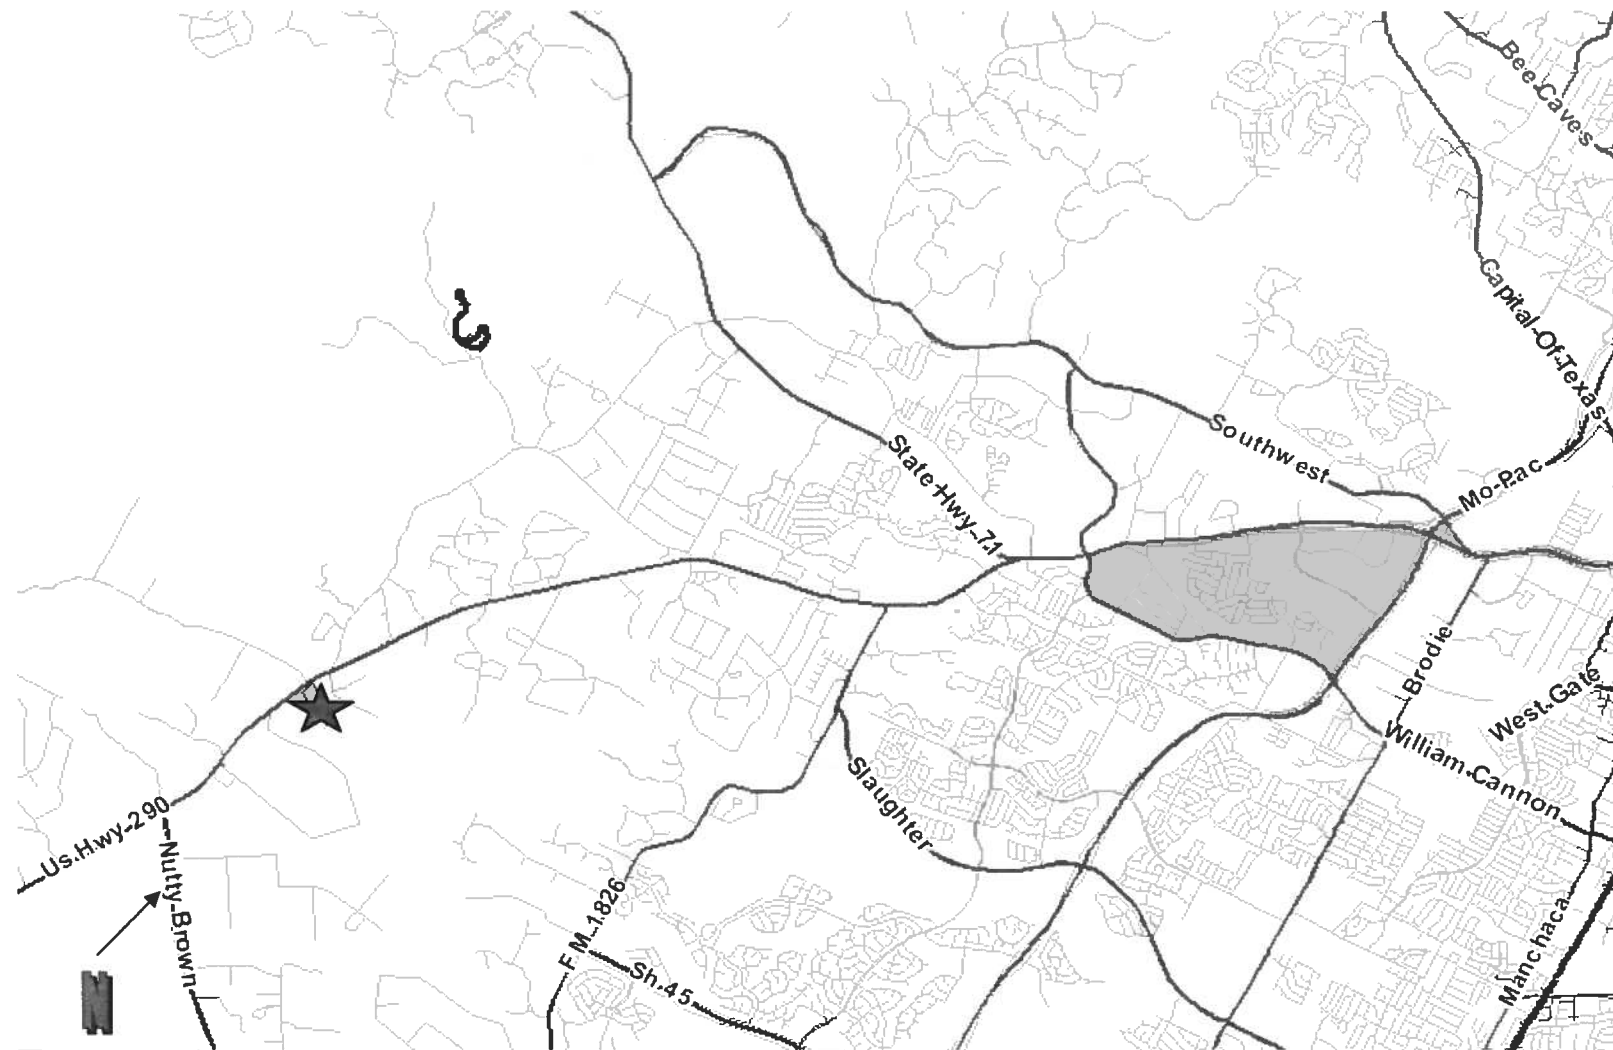 Bee Caves
Capital Of Texas
Southwest
Mo-Pac
State Hwy 71
Brodie
West Gate
William Cannon
Slaughter
Us Hwy 290
Nutty Brown
FM 1826
Sh 45
Manchaca
N